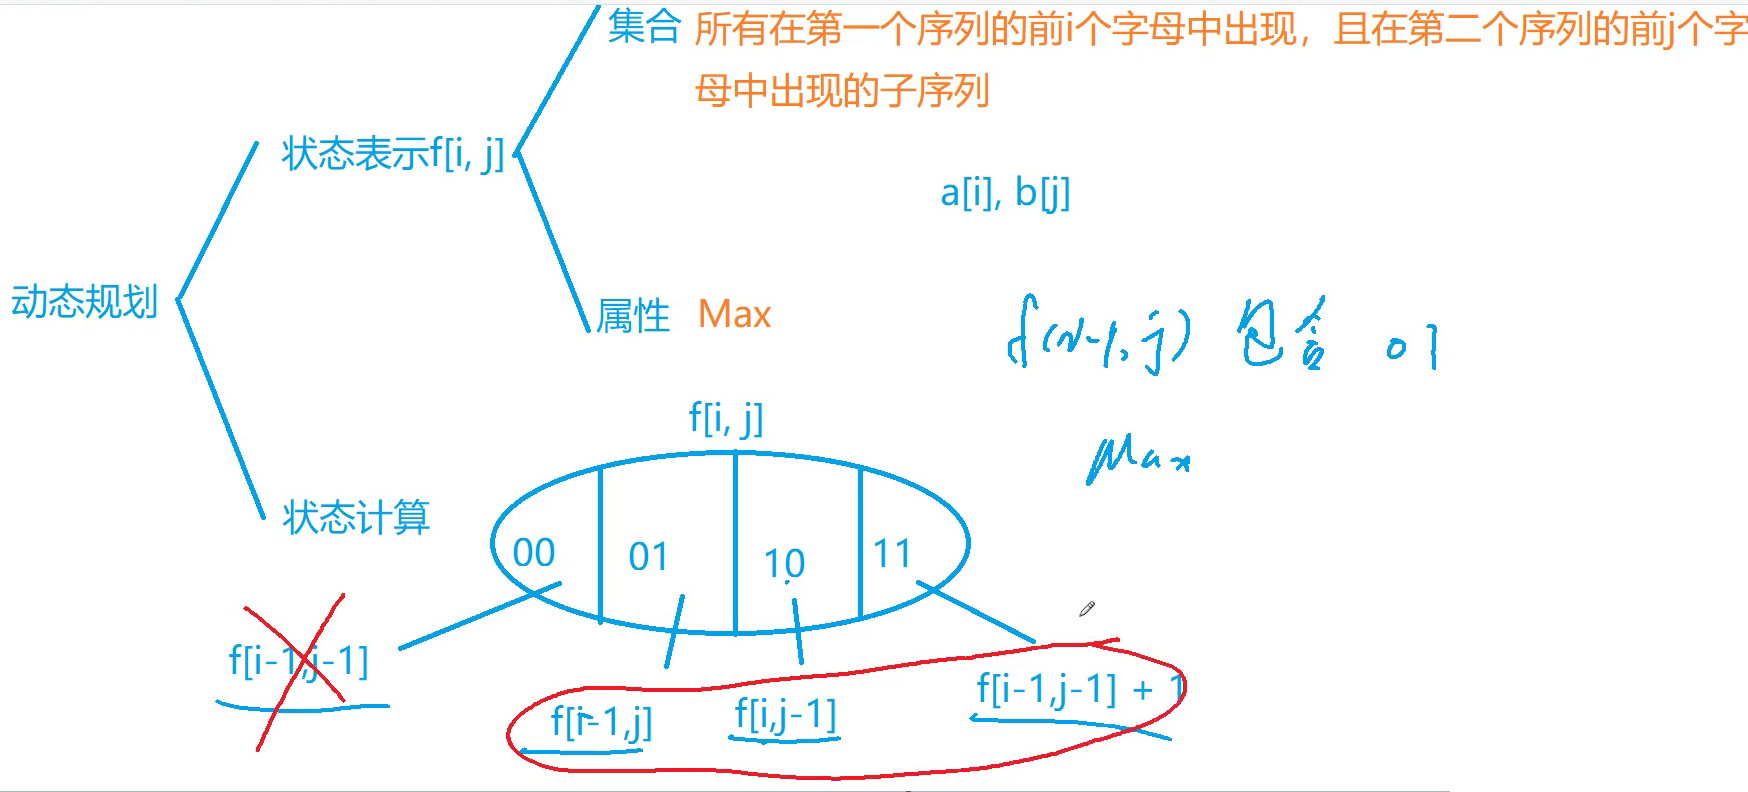 集合 所有在第一个序列的前i个字母中出现，且在第二个序列的前j个字
母中出现的子序列
状态表示f[i, j]
a[i], b[j]
动态规划
属性 Max
f(i-1, j) 包含 01
f[i, j]
Max
状态计算
00 01 10 11
f[i-1,j-1]
f[i-1,j] f[i,j-1] f[i-1,j-1] + 1